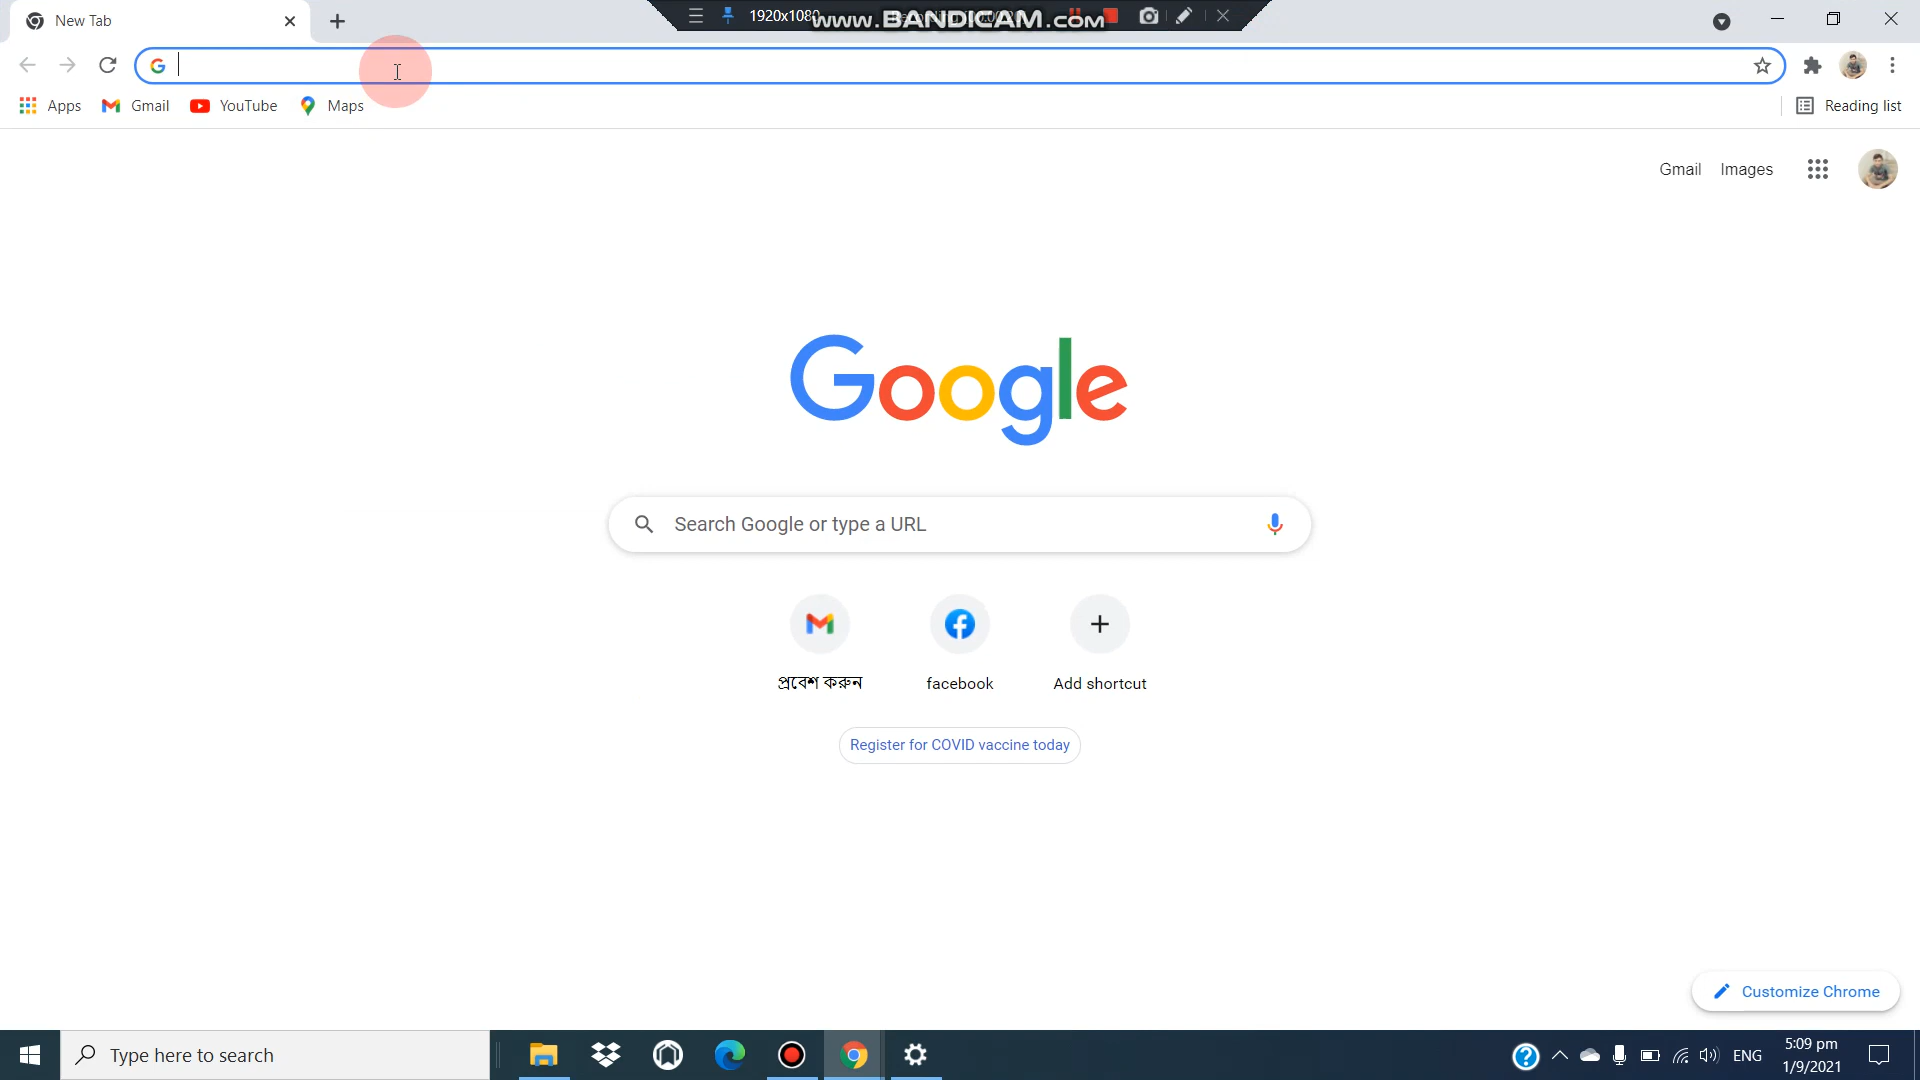 New Tab
1920x1080
www.BANDICAM.com
Apps
Gmail
YouTube
Maps
Reading list
Gmail
Images
Google
Search Google or type a URL
প্রবেশ করুন
facebook
Add shortcut
Register for COVID vaccine today
Customize Chrome
Type here to search
ENG
5:09 pm
1/9/2021